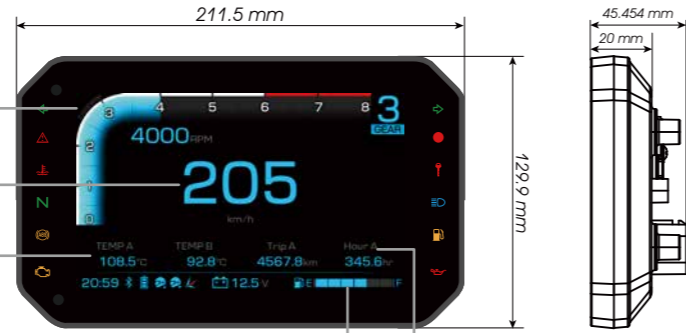 211.5 mm
45.454 mm
20 mm
129.9 mm
0 1 2 3 4 5 6 7 8
3
GEAR
4000 RPM
205
km/h
N
ABS
TEMP A TEMP B Trip A Hour A
108.5°C 92.8°C 4567.8km 345.6hr
20:59 12.5 V E F